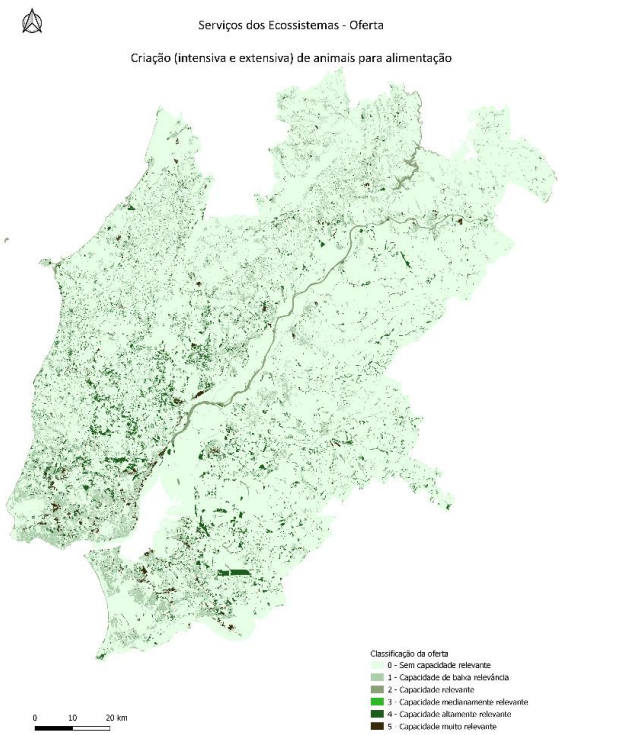 Serviços dos Ecossistemas - Oferta
Criação (intensiva e extensiva) de animais para alimentação
Classificação da oferta
0 - Sem capacidade relevante
1 - Capacidade de baixa relevância
2 - Capacidade relevante
3 - Capacidade medianamente relevante
4 - Capacidade altamente relevante
5 - Capacidade muito relevante
0 10 20 km